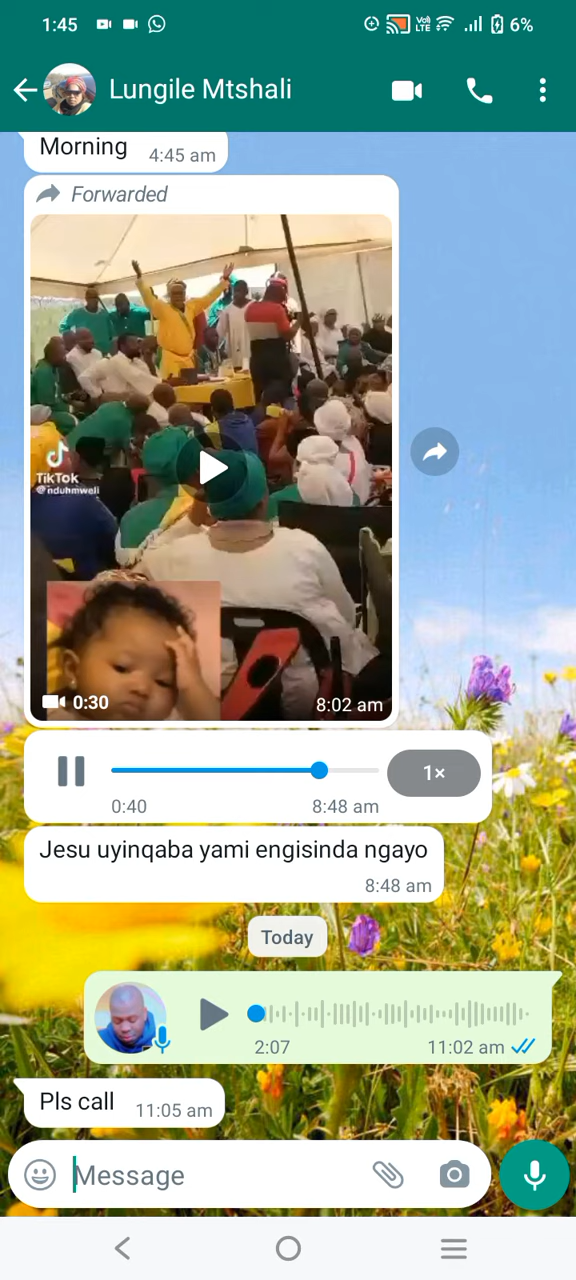 1:45
Vo) LTE
6%
Lungile Mtshali
Morning 4:45 am
Forwarded
TikTok
@nduhmweli
0:30 8:02 am
1×
0:40 8:48 am
Jesu uyinqaba yami engisinda ngayo
8:48 am
Today
2:07 11:02 am
Pls call 11:05 am
Message